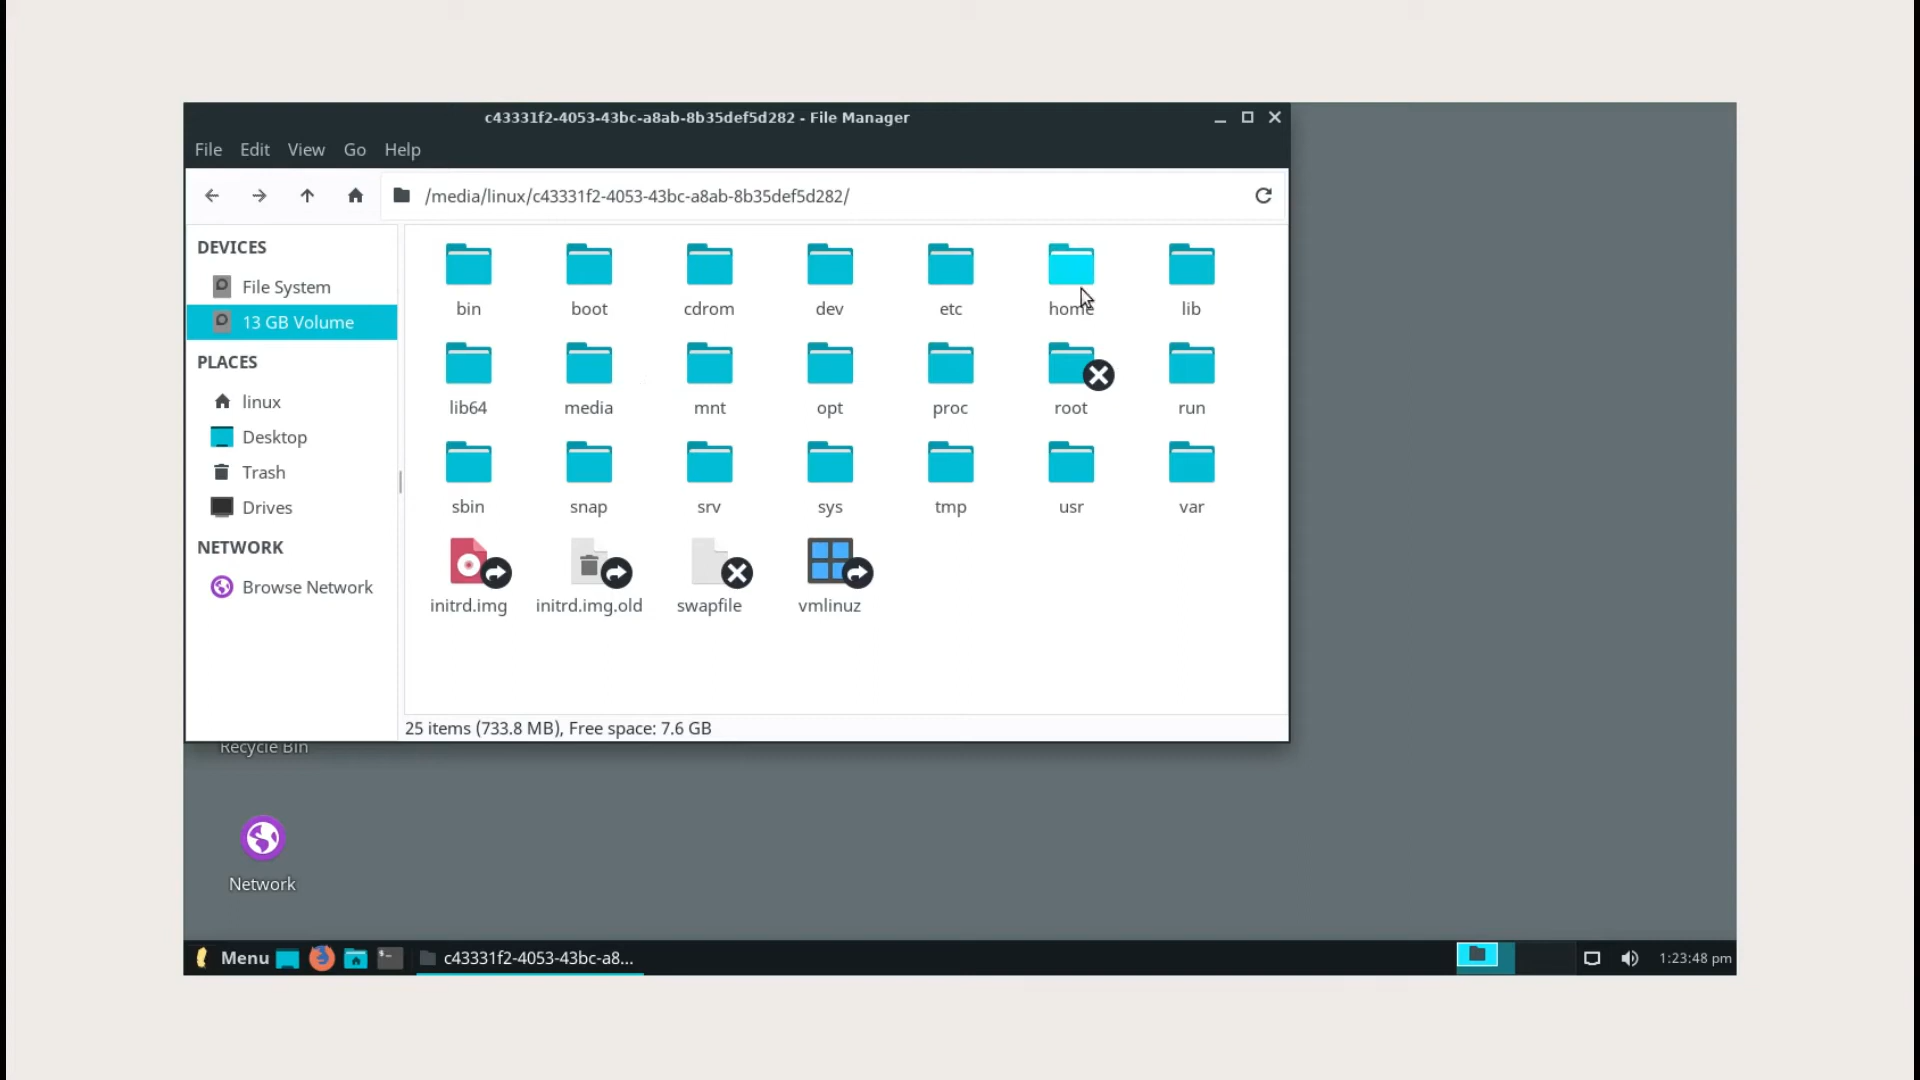 c43331f2-4053-43bc-a8ab-8b35def5d282 - File Manager
File Edit View Go Help
/media/linux/c43331f2-4053-43bc-a8ab-8b35def5d282/
DEVICES
File System
13 GB Volume
PLACES
linux
Desktop
Trash
Drives
NETWORK
Browse Network
bin boot cdrom dev etc home lib
lib64 media mnt opt proc root run
sbin snap srv sys tmp usr var
initrd.img initrd.img.old swapfile vmlinuz
25 items (733.8 MB), Free space: 7.6 GB
Recycle Bin
Network
Menu c43331f2-4053-43bc-a8... 1:23:48 pm